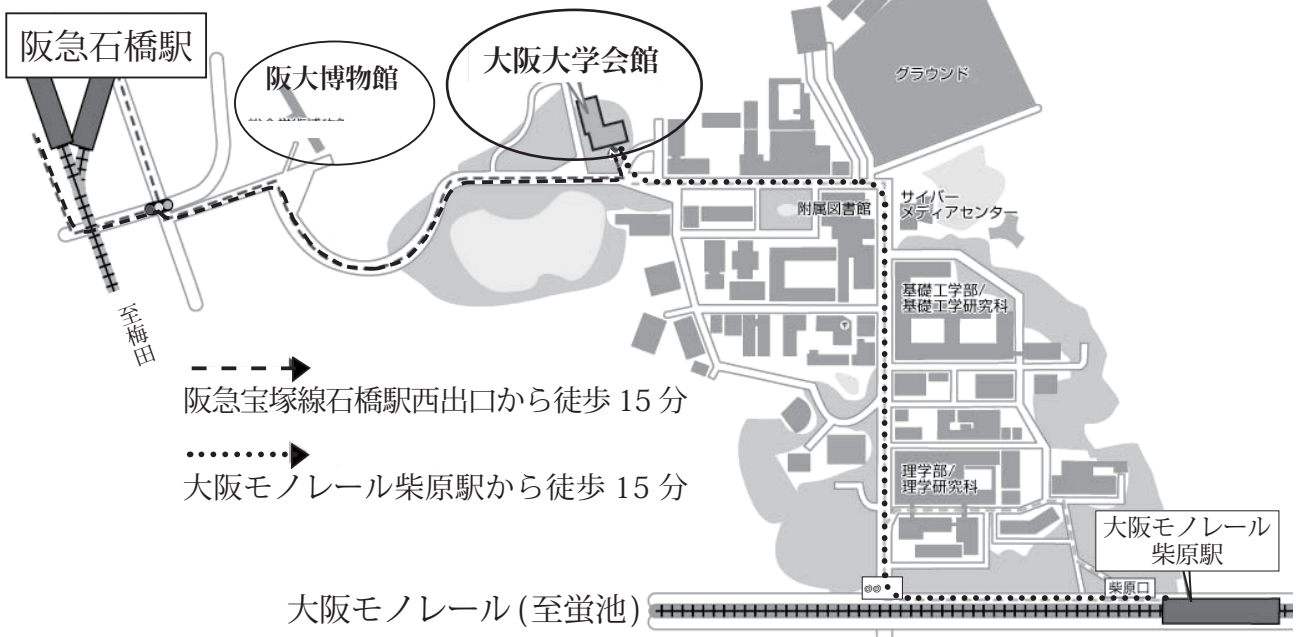 阪急石橋駅
阪大博物館
大阪大学会館
グラウンド
附属図書館
サイバー
メディアセンター
基礎工学部/
基礎工学研究科
至梅田
阪急宝塚線石橋駅西出口から徒歩 15 分
大阪モノレール柴原駅から徒歩 15 分
理学部/
理学研究科
大阪モノレール
柴原駅
柴原口
大阪モノレール(至蛍池)